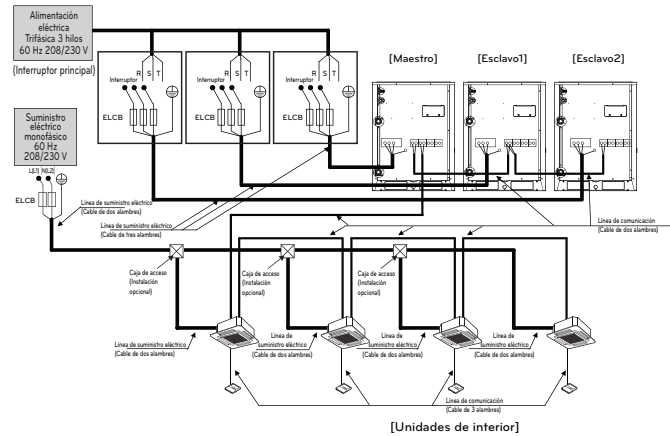 Alimentación
eléctrica
Trifásica 3 hilos
60 Hz 208/230 V
(Interruptor principal)
R S T
Interruptor
ELCB
R S T
Interruptor
ELCB
R S T
Interruptor
ELCB
[Maestro]
[Esclavo1]
[Esclavo2]
Suministro
eléctrico
monofásico
60 Hz
208/230 V
L(L1) N(L2)
ELCB
Línea de suministro eléctrico
(Cable de dos alambres)
Línea de suministro eléctrico
(Cable de tres alambres)
Línea de comunicación
(Cable de dos alambres)
Caja de acceso
(Instalación
opcional)
Caja de acceso
(Instalación
opcional)
Caja de acceso
(Instalación
opcional)
Línea de suministro eléctrico
(Cable de dos alambres)
Línea de
suministro eléctrico
(Cable de dos alambres)
Línea de
suministro eléctrico
(Cable de dos alambres)
Línea de
suministro eléctrico
(Cable de dos alambres)
Línea de comunicación
(Cable de 3 alambres)
[Unidades de interior]